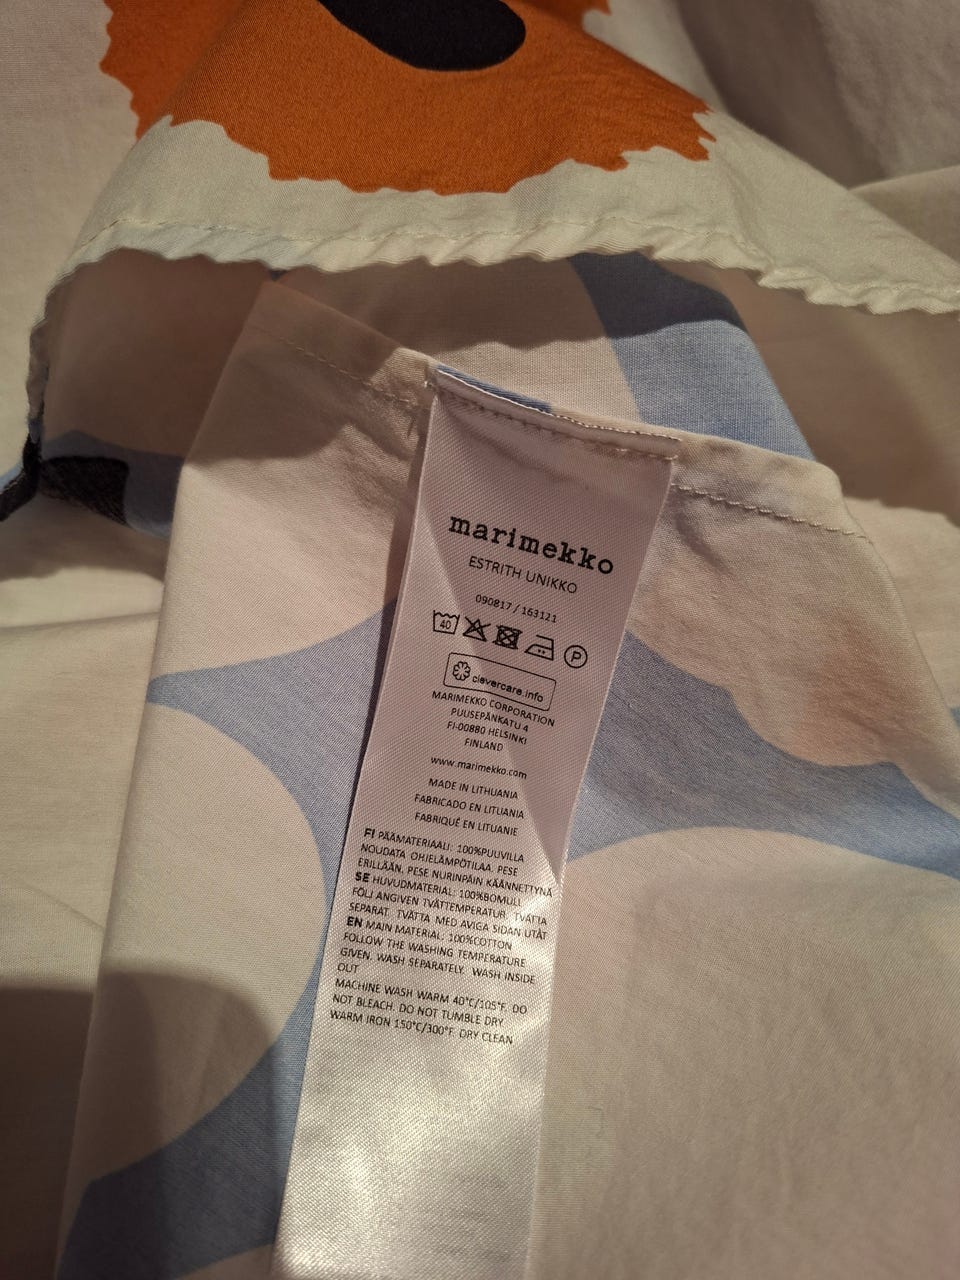 marimekko
ESTRITH UNIKKO
090817 / 163121
40
P
clevercare.info
MARIMEKKO CORPORATION
PUUSEPÄNKATU 4
FI-00880 HELSINKI
FINLAND
www.marimekko.com
MADE IN LITHUANIA
FABRICADO EN LITUANIA
FABRIQUÉ EN LITUANIE
FI PÄÄMATERIAALI: 100%PUUVILLA
NOUDATA OHJELÄMPÖTILAA. PESE
ERILLÄÄN. PESE NURINPÄIN KÄÄNNETTYNÄ
SE HUVUDMATERIAL: 100%BOMULL
FÖLJ ANGIVEN TVÄTTEMPERATUR. TVÄTTA
SEPARAT. TVÄTTA MED AVIGA SIDAN UTÅT
EN MAIN MATERIAL: 100%COTTON
FOLLOW THE WASHING TEMPERATURE
GIVEN. WASH SEPARATELY. WASH INSIDE
OUT
MACHINE WASH WARM 40°C/105°F. DO
NOT BLEACH. DO NOT TUMBLE DRY.
WARM IRON 150°C/300°F. DRY CLEAN